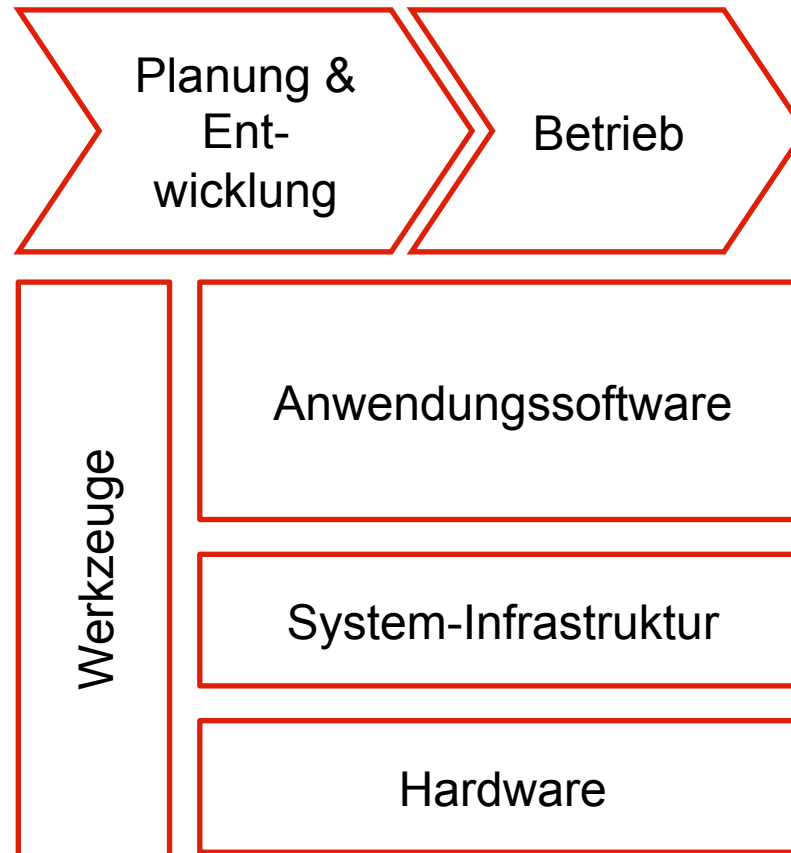 Planung &
Ent-
wicklung
Betrieb
Werkzeuge
Anwendungssoftware
System-Infrastruktur
Hardware